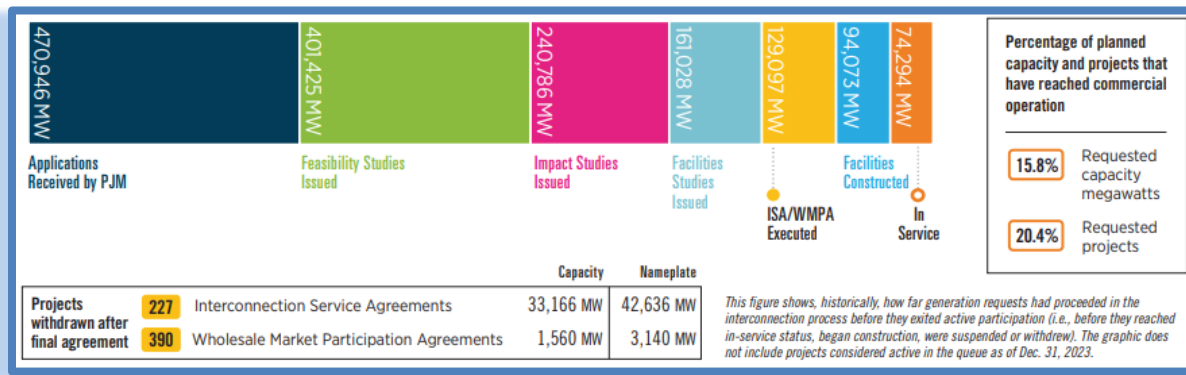 470,946 MW
401,425 MW
240,786 MW
161,028 MW
129,097 MW
94,073 MW
74,294 MW
Applications
Received by PJM
Feasibility Studies
Issued
Impact Studies
Issued
Facilities
Studies
Issued
ISA/WMPA
Executed
Facilities
Constructed
In
Service
Percentage of planned
capacity and projects that
have reached commercial
operation
15.8% Requested
capacity
megawatts
20.4% Requested
projects
Capacity Nameplate
Projects
withdrawn after
final agreement
227 Interconnection Service Agreements 33,166 MW 42,636 MW
390 Wholesale Market Participation Agreements 1,560 MW 3,140 MW
This figure shows, historically, how far generation requests had proceeded in the
interconnection process before they exited active participation (i.e., before they reached
in-service status, began construction, were suspended or withdrew). The graphic does
not include projects considered active in the queue as of Dec. 31, 2023.